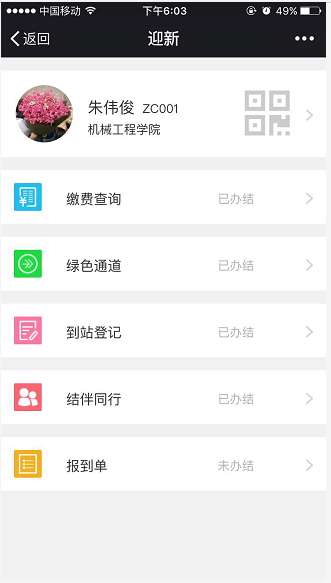 中国移动 下午6:03 49%
返回 迎新
朱伟俊 ZC001
机械工程学院
缴费查询 已办结
绿色通道 已办结
到站登记 已办结
结伴同行 已办结
报到单 未办结